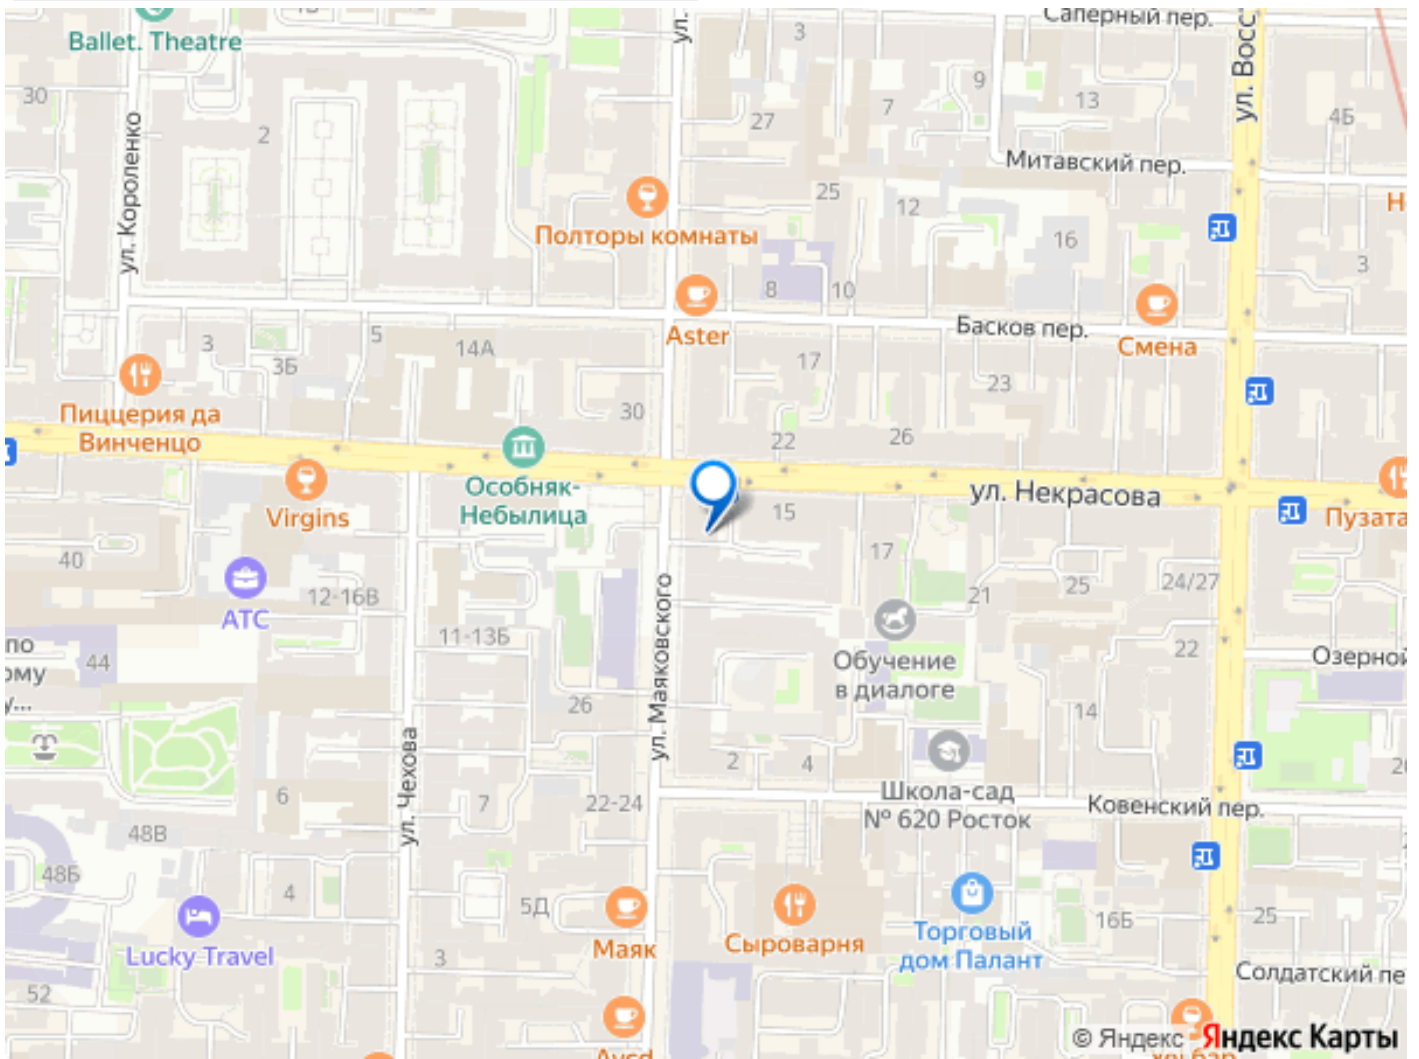 Ballet. Theatre
ул.
Саперный пер.
ул. Восс
30
2
3
9
7
13
27
4Б
ул. Короленко
Митавский пер.
25
12
16
Полторы комнаты
3
8
10
Aster
Басков пер.
Смена
3
3Б
5
14А
17
23
30
Пиццерия да
Винченцо
22
26
Особняк-
Небылица
Virgins
15
ул. Некрасова
Пузата
40
АТС
12-16В
11-13Б
17
21
25
24/27
22
по
ому
у...
44
ул. Маяковского
Обучение
в диалоге
Озерной
26
14
ул. Чехова
2
4
6
7
22-24
Школа-сад
№ 620 Росток
Ковенский пер.
48В
48Б
4
5Д
Маяк
Сыроварня
Торговый
дом Палант
16Б
25
Lucky Travel
3
52
Солдатский пе
© Яндекс
Яндекс Карты